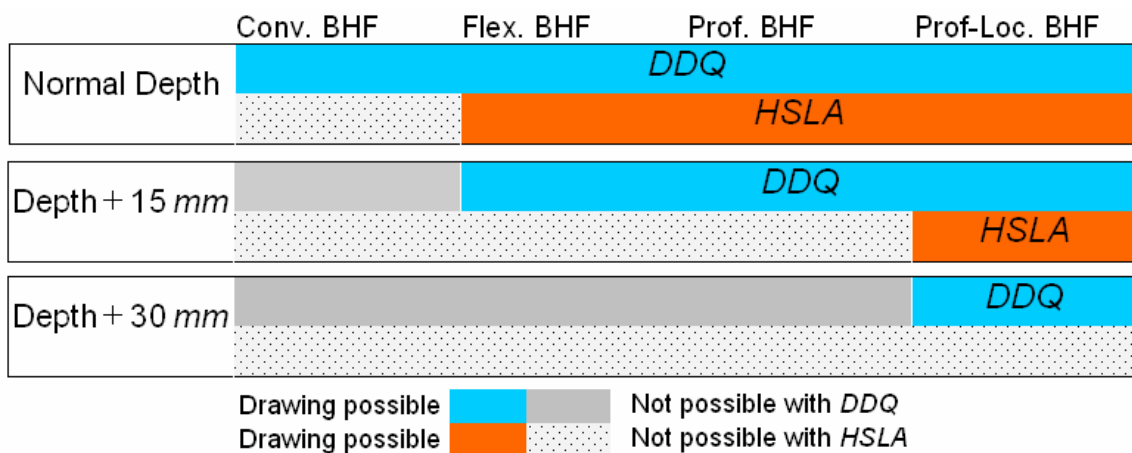 Conv. BHF Flex. BHF Prof. BHF Prof-Loc. BHF
Normal Depth DDQ
HSLA
Depth + 15 mm DDQ
HSLA
Depth + 30 mm DDQ
Drawing possible Not possible with DDQ
Drawing possible Not possible with HSLA